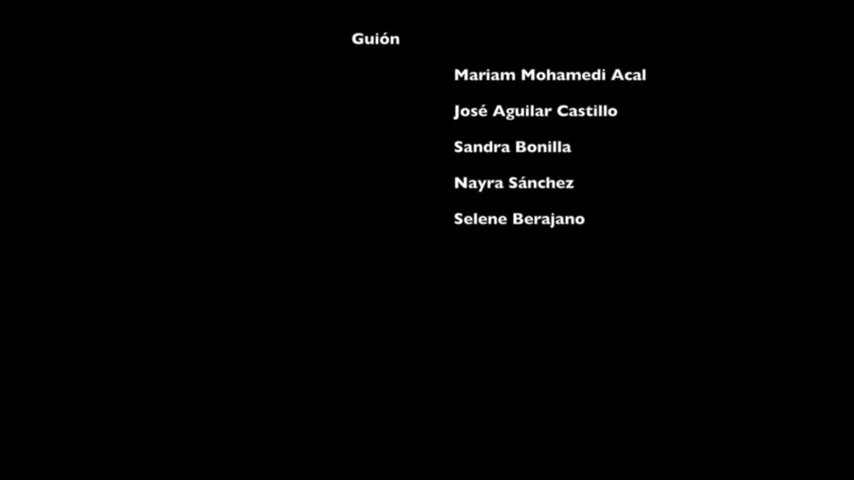 Guión
Mariam Mohamedi Acal
José Aguilar Castillo
Sandra Bonilla
Nayra Sánchez
Selene Berajano